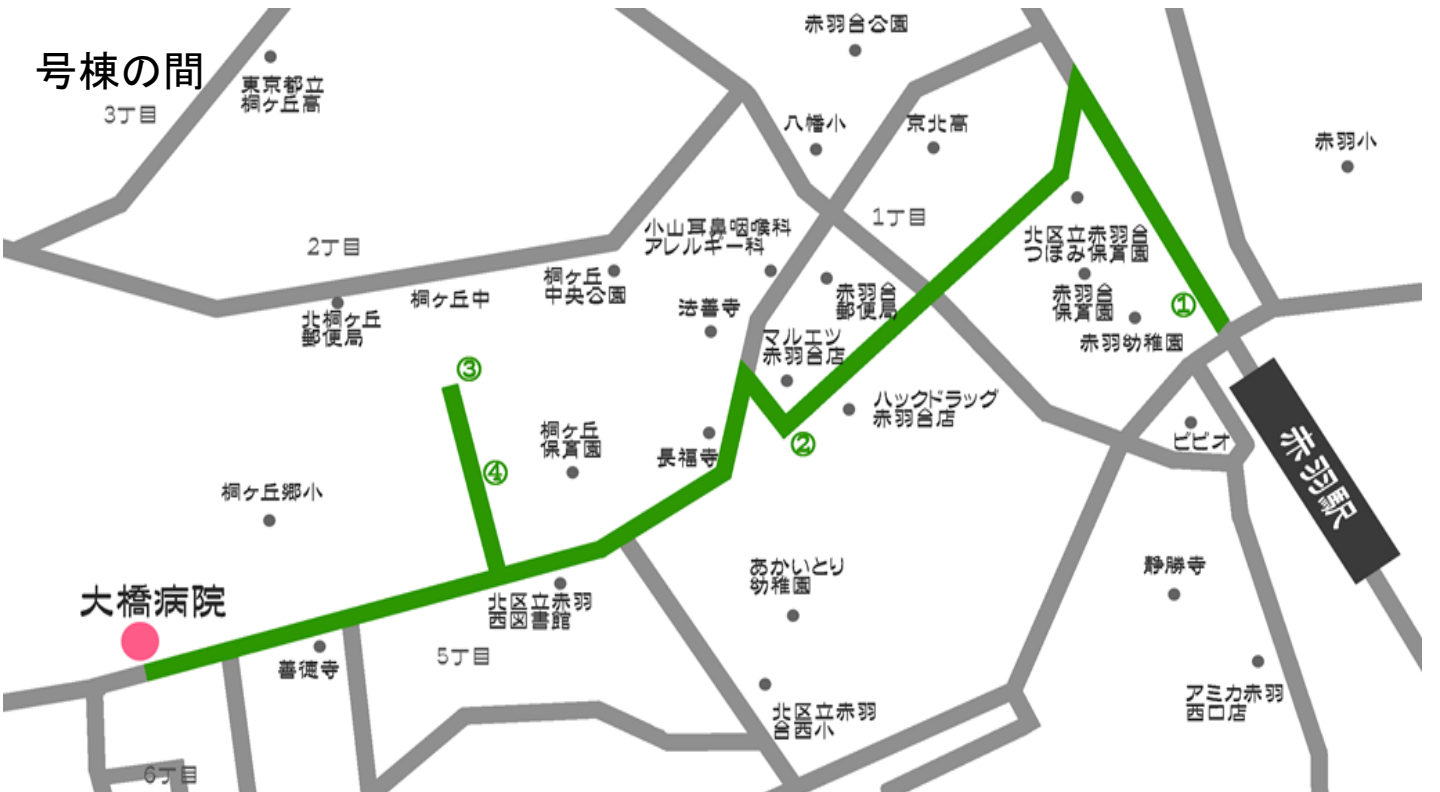 号棟の間
赤羽台公園
東京都立
桐ヶ丘高
3丁目
八幡小
京北高
赤羽小
1丁目
2丁目
小山耳鼻咽喉科
アレルギー科
北区立赤羽台
つぼみ保育園
桐ヶ丘
中央公園
桐ヶ丘中
赤羽台
郵便局
赤羽台
保育園
①
北桐ヶ丘
郵便局
法善寺
マルエツ
赤羽台店
赤羽幼稚園
③
ハックドラッグ
赤羽台店
桐ヶ丘
保育園
長福寺
②
ビビオ
赤羽駅
④
桐ヶ丘郷小
大橋病院
北区立赤羽
西図書館
あかいとり
幼稚園
静勝寺
善徳寺
5丁目
北区立赤羽
台西小
アミカ赤羽
西口店
6丁目